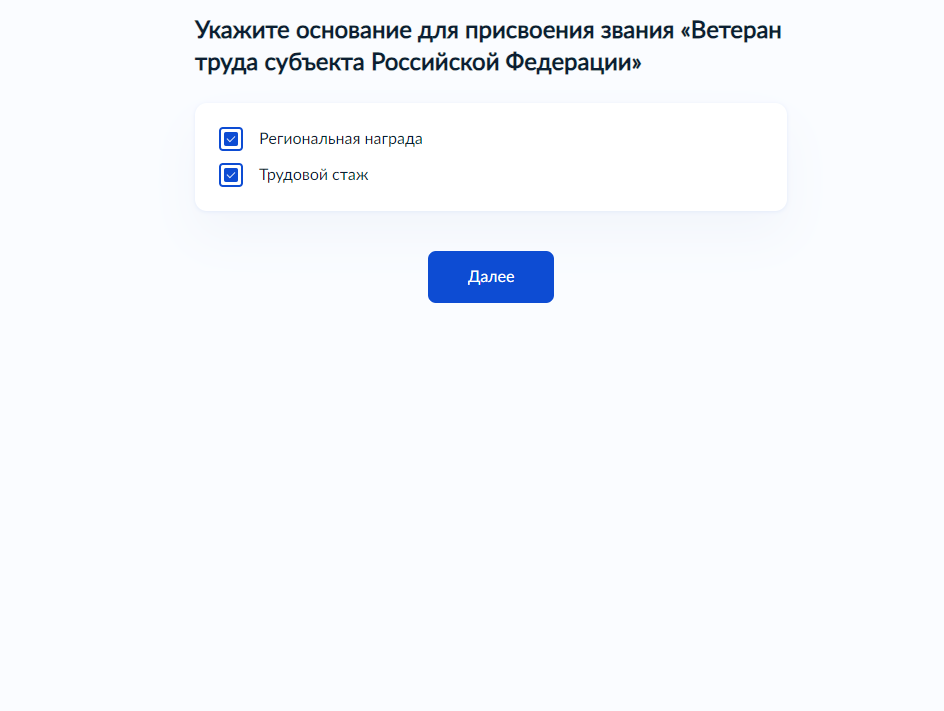 Укажите основание для присвоения звания «Ветеран
труда субъекта Российской Федерации»
Региональная награда
Трудовой стаж
Далее